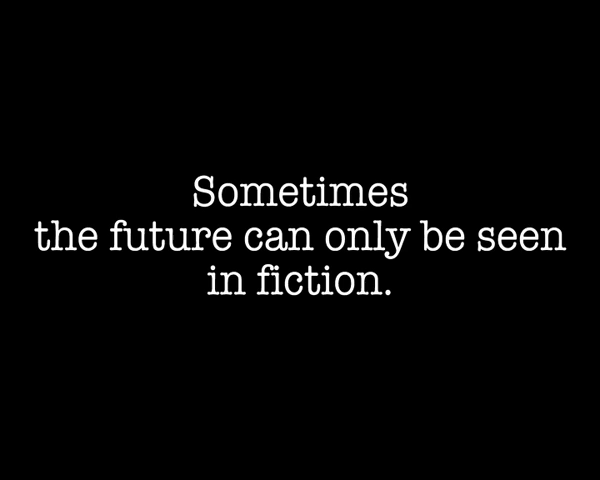 Sometimes
the future can only be seen
in fiction.